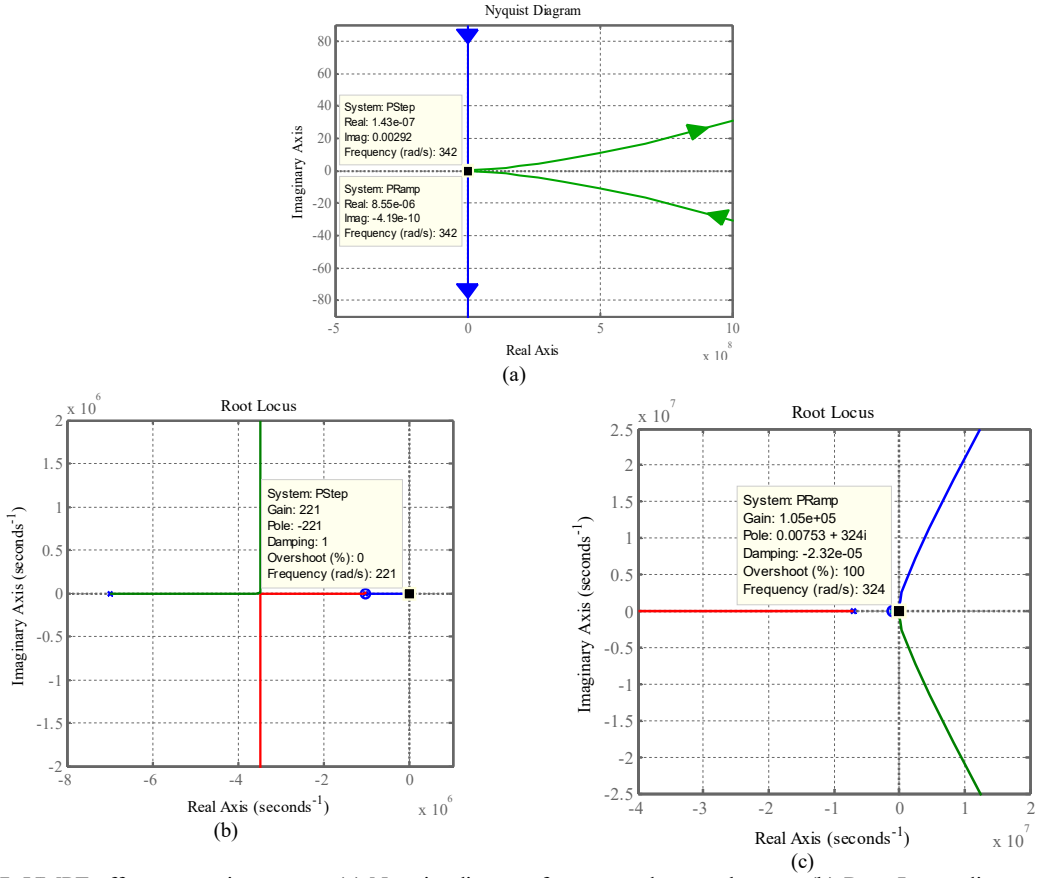 Nyquist Diagram
80
60
40
20
0
-20
-40
-60
-80
Imaginary Axis
System: PStep
Real: 1.43e-07
Imag: 0.00292
Frequency (rad/s): 342
System: PRamp
Real: 8.55e-06
Imag: -4.19e-10
Frequency (rad/s): 342
-5 0 5 10
Real Axis
x 10^8
(a)
x 10^6
Root Locus
2
1.5
1
0.5
0
-0.5
-1
-1.5
-2
Imaginary Axis (seconds^-1)
System: PStep
Gain: 221
Pole: -221
Damping: 1
Overshoot (%): 0
Frequency (rad/s): 221
-8 -6 -4 -2 0
Real Axis (seconds^-1)
x 10^6
(b)
x 10^7
Root Locus
2.5
2
1.5
1
0.5
0
-0.5
-1
-1.5
-2
-2.5
Imaginary Axis (seconds^-1)
System: PRamp
Gain: 1.05e+05
Pole: 0.00753 + 324i
Damping: -2.32e-05
Overshoot (%): 100
Frequency (rad/s): 324
-4 -3 -2 -1 0 1 2
Real Axis (seconds^-1)
x 10^7
(c)